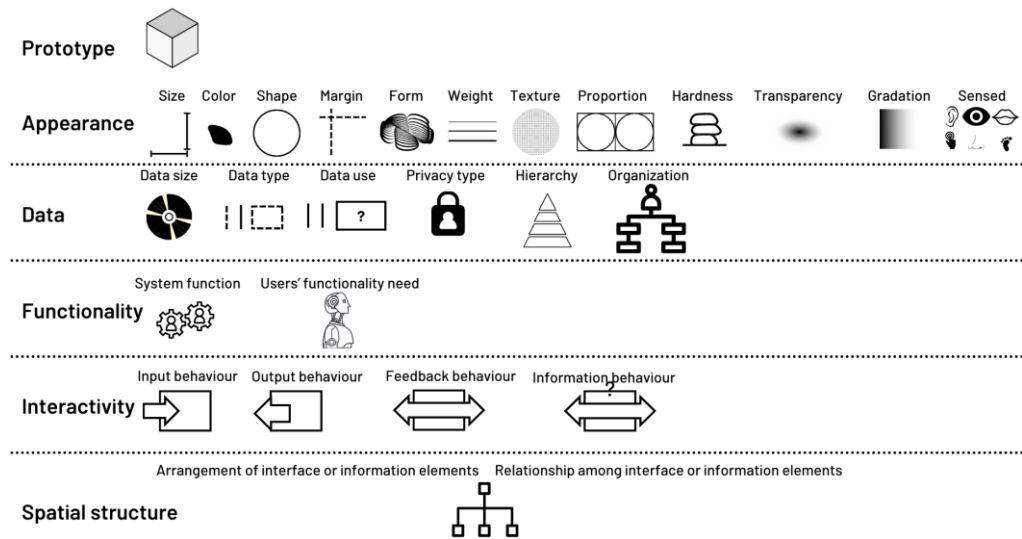 Prototype
Size Color Shape Margin Form Weight Texture Proportion Hardness Transparency Gradation Sensed
Appearance
Data size Data type Data use Privacy type Hierarchy Organization
Data
?
System function Users' functionality need
Functionality
Input behaviour Output behaviour Feedback behaviour Information behaviour
?
Interactivity
Arrangement of interface or information elements Relationship among interface or information elements
Spatial structure